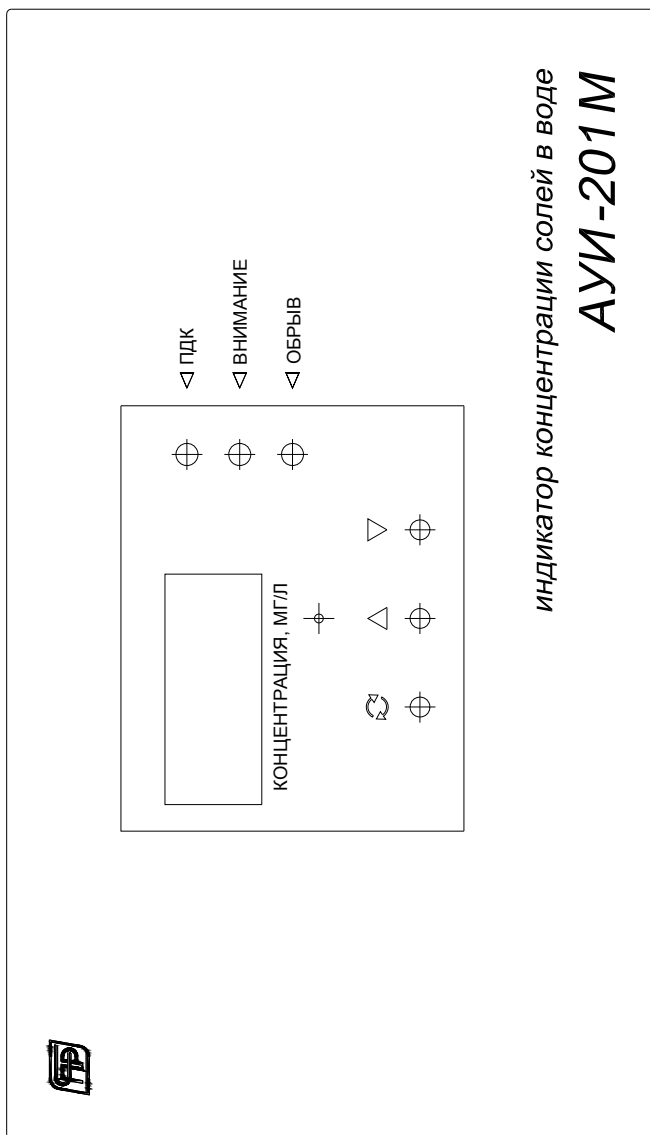 ПДК
ВНИМАНИЕ
ОБРЫВ
КОНЦЕНТРАЦИЯ, МГ/Л
индикатор концентрации солей в воде
АУИ-201М